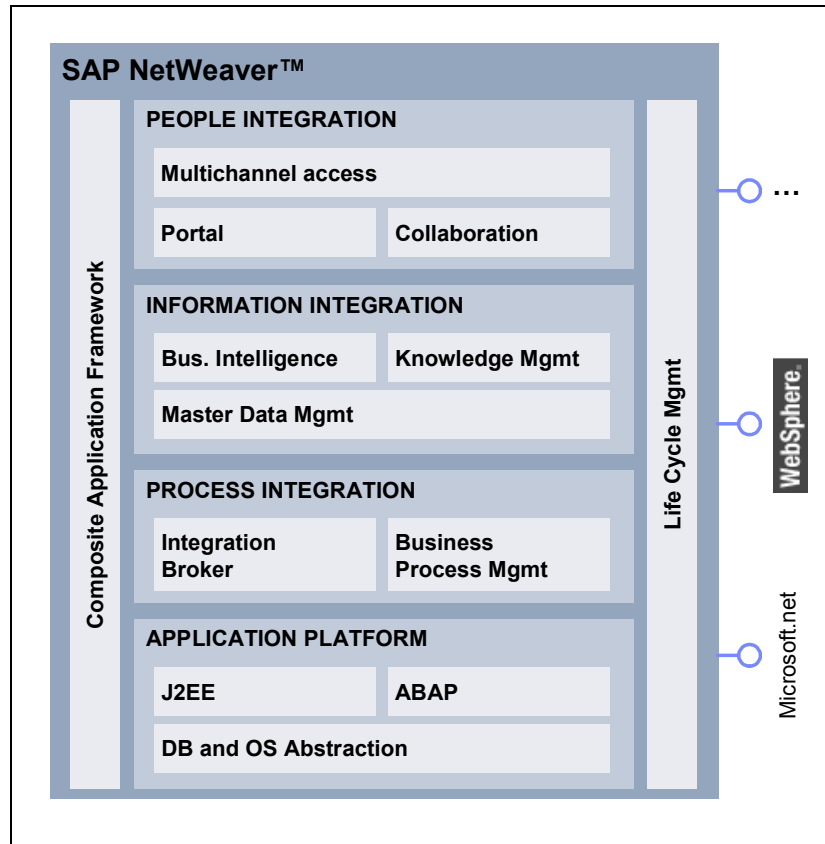 SAP NetWeaver™
Composite Application Framework
PEOPLE INTEGRATION
Multichannel access
Portal
Collaboration
INFORMATION INTEGRATION
Bus. Intelligence
Knowledge Mgmt
Master Data Mgmt
PROCESS INTEGRATION
Integration
Broker
Business
Process Mgmt
APPLICATION PLATFORM
J2EE
ABAP
DB and OS Abstraction
Life Cycle Mgmt
...
WebSphere.
Microsoft.net